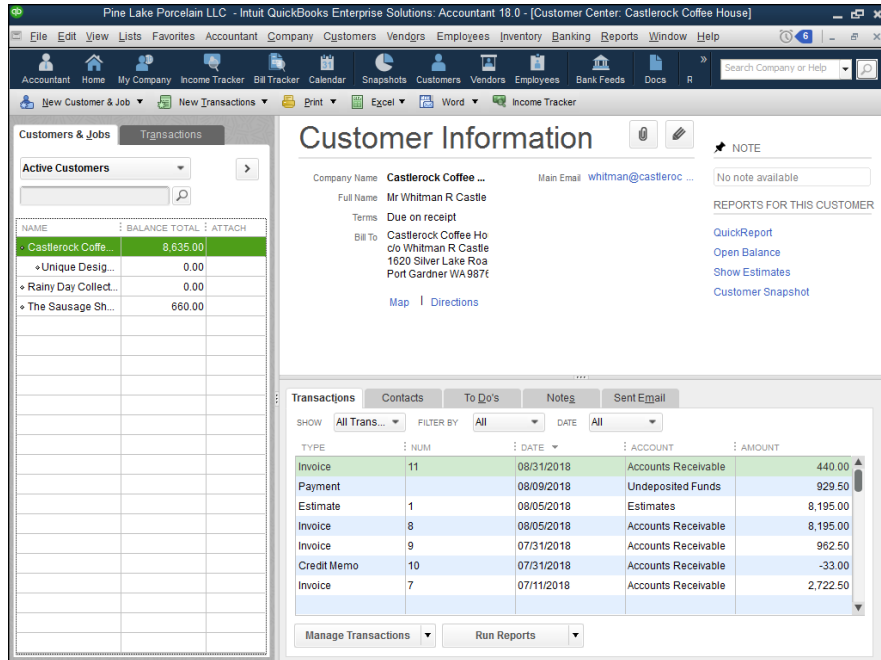 Pine Lake Porcelain LLC - Intuit QuickBooks Enterprise Solutions: Accountant 18.0 - [Customer Center: Castlerock Coffee House]
File Edit View Lists Favorites Accountant Company Customers Vendors Employees Inventory Banking Reports Window Help 6
Accountant Home My Company Income Tracker Bill Tracker Calendar Snapshots Customers Vendors Employees Bank Feeds Docs R » Search Company or Help
New Customer & Job New Transactions Print Excel Word Income Tracker
Customers & Jobs Transactions
Active Customers
NAME BALANCE TOTAL ATTACH
Castlerock Coffe... 8,635.00
Unique Desig... 0.00
Rainy Day Collect... 0.00
The Sausage Sh... 660.00
Customer Information
Company Name Castlerock Coffee ...
Full Name Mr Whitman R Castle
Terms Due on receipt
Bill To Castlerock Coffee Ho
c/o Whitman R Castle
1620 Silver Lake Roa
Port Gardner WA 9876
Map | Directions
Main Email whitman@castleroc ...
NOTE
No note available
REPORTS FOR THIS CUSTOMER
QuickReport
Open Balance
Show Estimates
Customer Snapshot
Transactions Contacts To Do's Notes Sent Email
SHOW All Trans... FILTER BY All DATE All
TYPE NUM DATE ACCOUNT AMOUNT
Invoice 11 08/31/2018 Accounts Receivable 440.00
Payment 08/09/2018 Undeposited Funds 929.50
Estimate 1 08/05/2018 Estimates 8,195.00
Invoice 8 08/05/2018 Accounts Receivable 8,195.00
Invoice 9 07/31/2018 Accounts Receivable 962.50
Credit Memo 10 07/31/2018 Accounts Receivable -33.00
Invoice 7 07/11/2018 Accounts Receivable 2,722.50
Manage Transactions Run Reports